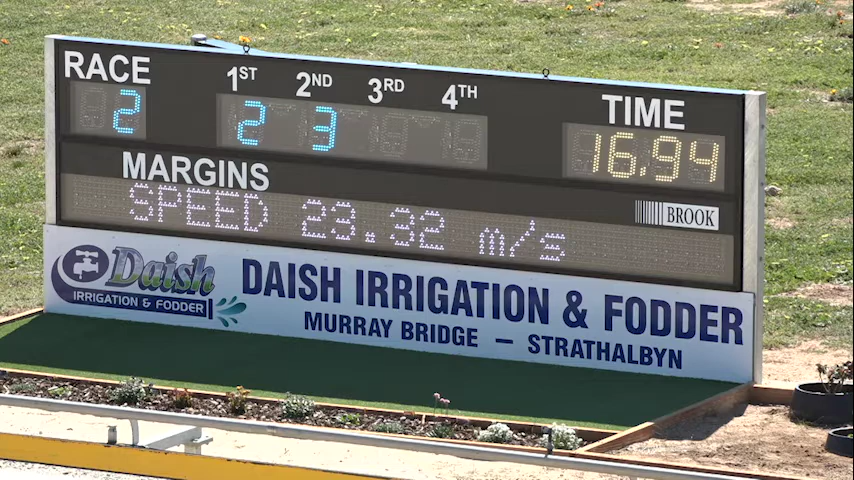 RACE 1ST 2ND 3RD 4TH TIME
2 2 3 16.94
MARGINS
BROOK
SPEED 23.32 m/s
Daish
IRRIGATION & FODDER
DAISH IRRIGATION & FODDER
MURRAY BRIDGE – STRATHALBYN